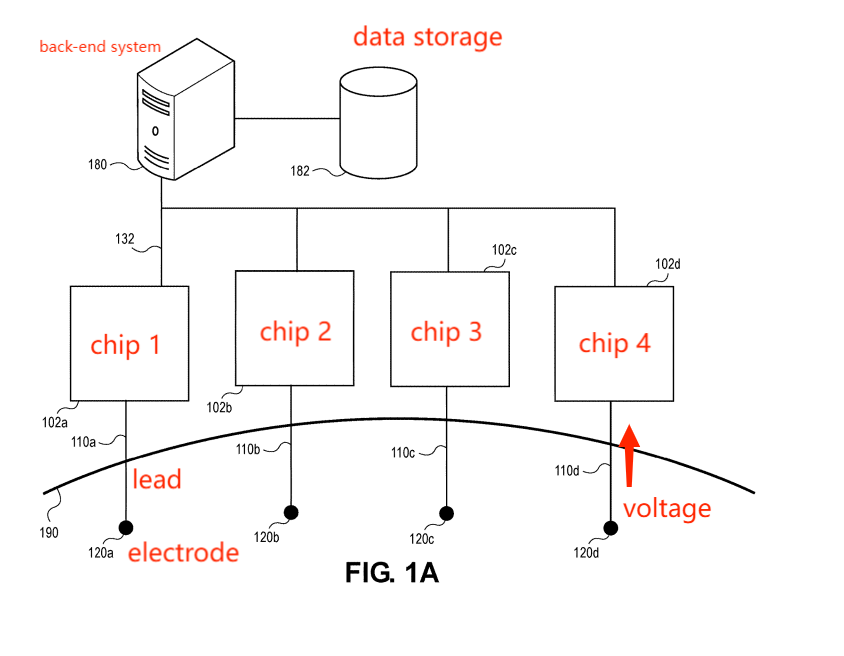 back-end system
data storage
180
182
132
102c
102d
chip 1
chip 2
chip 3
chip 4
102a
102b
110a
110b
110c
110d
lead
voltage
190
120a
electrode
120b
120c
120d
FIG. 1A